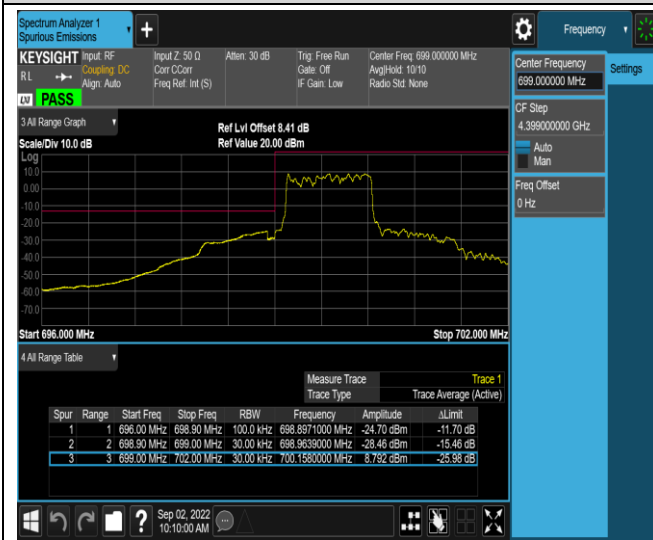 Spectrum Analyzer 1
Spurious Emissions
+
Frequency
KEYSIGHT Input: RF Input Z: 50 Ω Atten: 30 dB Trig: Free Run Center Freq: 699.000000 MHz
R L Coupling: DC Corr CCorr Gate: Off Avg|Hold: 10/10
Align: Auto Freq Ref: Int (S) IF Gain: Low Radio Std: None
LXI PASS
Center Frequency
699.000000 MHz
Settings
CF Step
4.399000000 GHz
Auto
Man
Freq Offset
0 Hz
3 All Range Graph
Ref Lvl Offset 8.41 dB
Scale/Div 10.0 dB Ref Value 20.00 dBm
Log
10.0
0.00
-10.0
-20.0
-30.0
-40.0
-50.0
-60.0
-70.0
Start 696.000 MHz Stop 702.000 MHz
4 All Range Table
Measure Trace Trace 1
Trace Type Trace Average (Active)
Spur Range Start Freq Stop Freq RBW Frequency Amplitude ΔLimit
1 1 696.00 MHz 698.90 MHz 100.0 kHz 698.8971000 MHz -24.70 dBm -11.70 dB
2 2 698.90 MHz 699.00 MHz 30.00 kHz 698.9639000 MHz -28.46 dBm -15.46 dB
3 3 699.00 MHz 702.00 MHz 30.00 kHz 700.1580000 MHz 8.792 dBm -25.98 dB
? Sep 02, 2022
10:10:00 AM